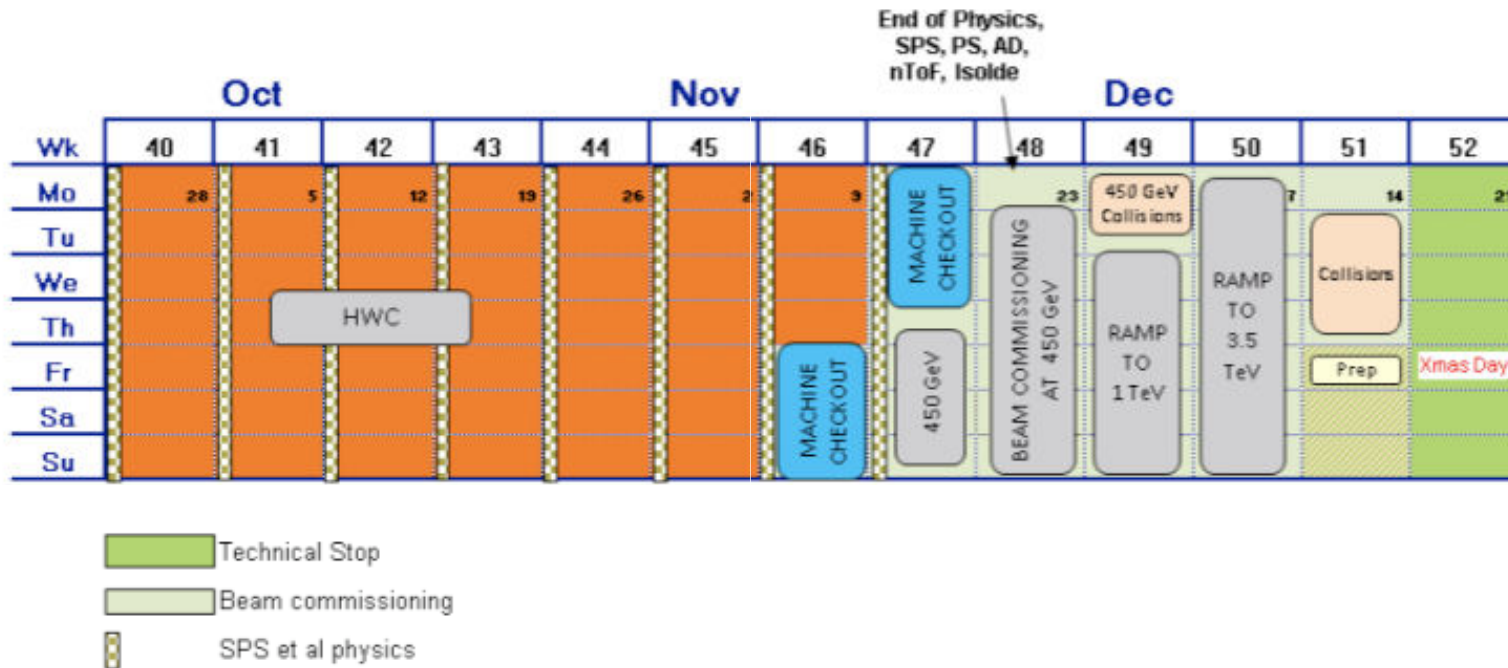 End of Physics,
SPS, PS, AD,
nToF, Isolde
Oct Nov Dec
Wk 40 41 42 43 44 45 46 47 48 49 50 51 52
Mo 28 5 12 19 26 2 9 23 7 14 21
Tu
We
Th
Fr
Sa
Su
HWC
MACHINE
CHECKOUT
MACHINE
CHECKOUT
450 GeV
BEAM COMMISSIONING
AT 450 GeV
450 GeV
Collisions
RAMP
TO
1 TeV
RAMP
TO
3.5
TeV
Collisions
Prep
Xmas Day
Technical Stop
Beam commissioning
SPS et al physics